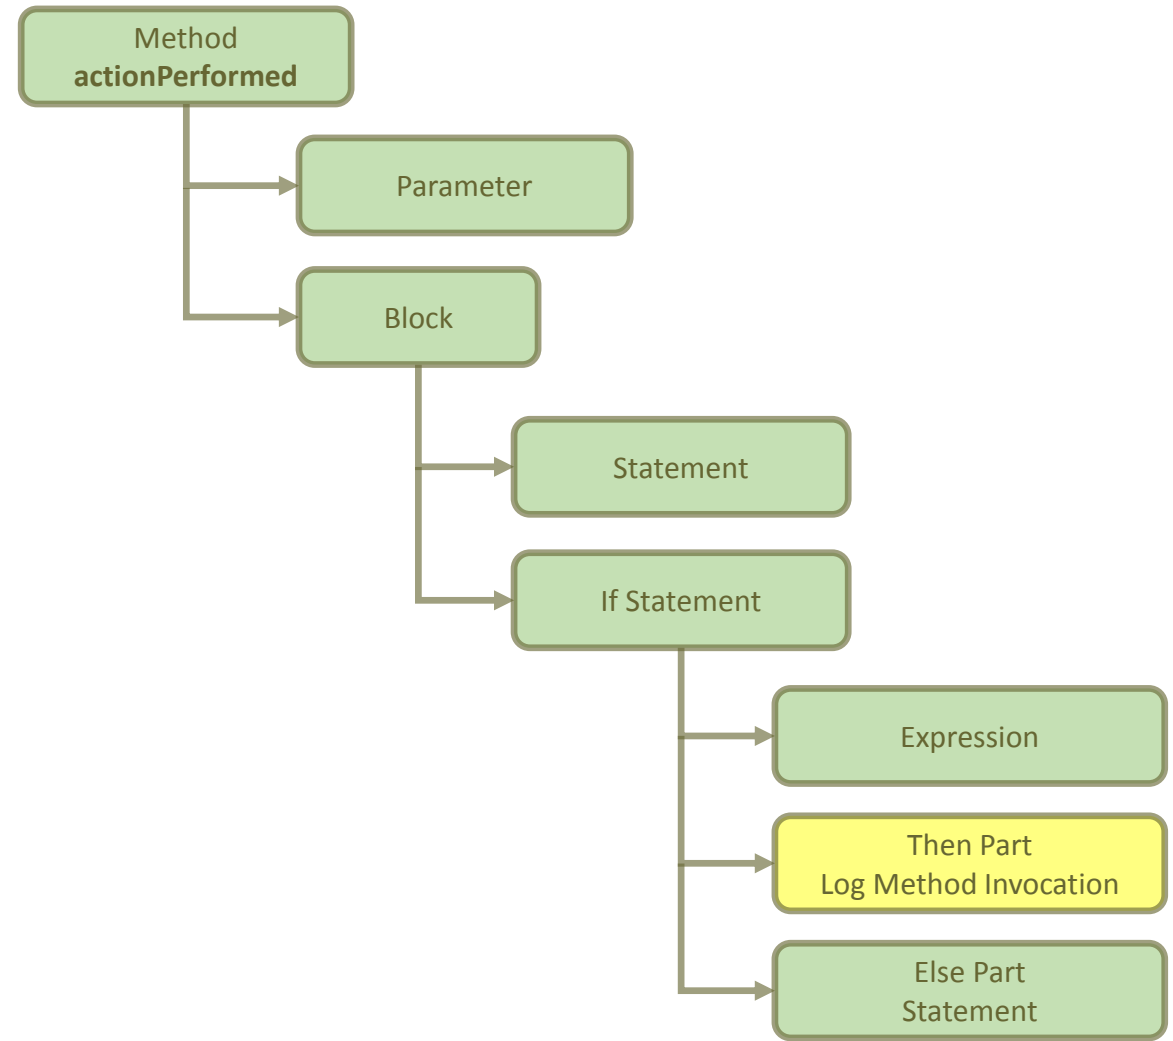 Method
actionPerformed
Parameter
Block
Statement
If Statement
Expression
Then Part
Log Method Invocation
Else Part
Statement